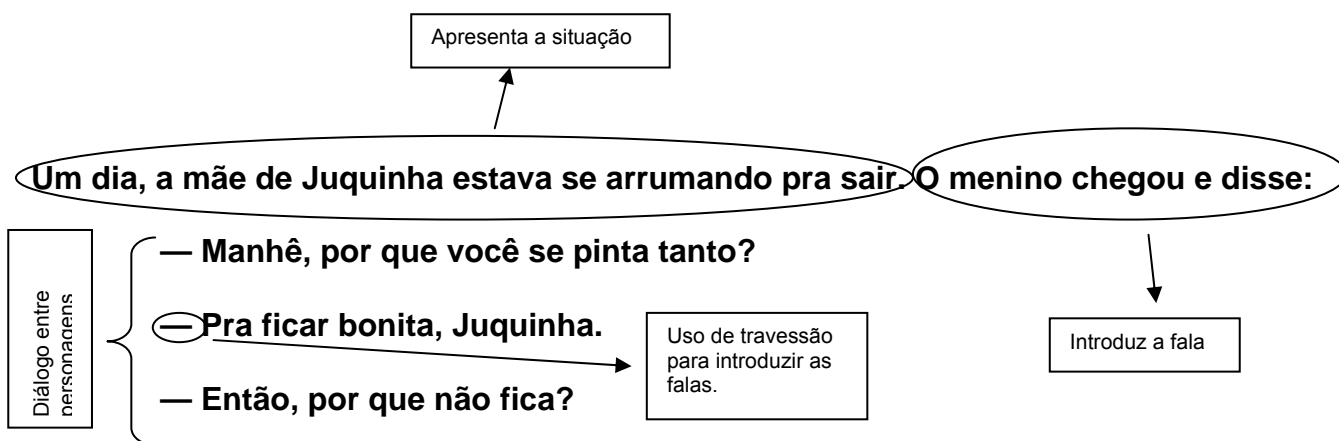 Apresenta a situação
Um dia, a mãe de Juquinha estava se arrumando pra sair. O menino chegou e disse:
Diálogo entre
personagens
— Manhê, por que você se pinta tanto?
— Pra ficar bonita, Juquinha.
— Então, por que não fica?
Uso de travessão
para introduzir as
falas.
Introduz a fala